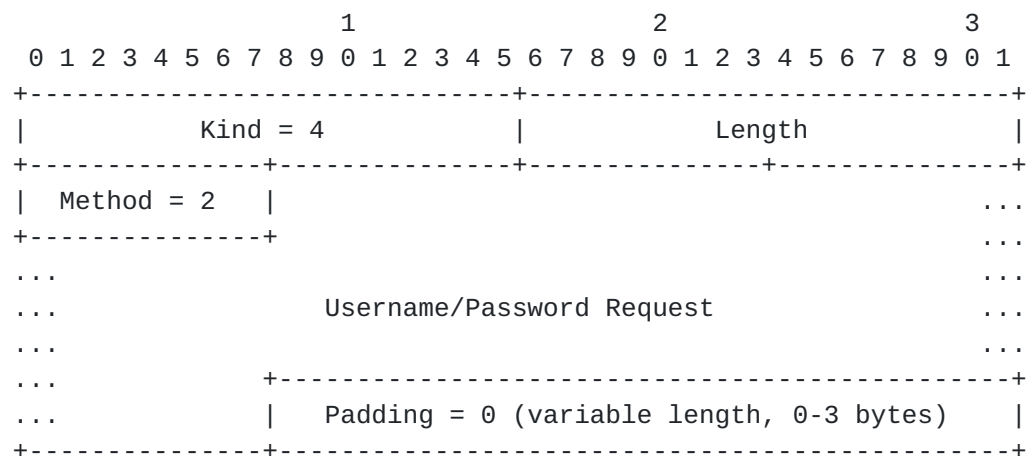 1                   2                   3
 0 1 2 3 4 5 6 7 8 9 0 1 2 3 4 5 6 7 8 9 0 1 2 3 4 5 6 7 8 9 0 1
+-------------------------------+-------------------------------+
|           Kind = 4            |            Length             |
+---------------+---------------+---------------+---------------+
|  Method = 2   |                                             ...
+---------------+                                             ...
...                                                           ...
...                 Username/Password Request                 ...
...                                                           ...
...             +-----------------------------------------------+
...             |   Padding = 0 (variable length, 0-3 bytes)    |
+---------------+-----------------------------------------------+